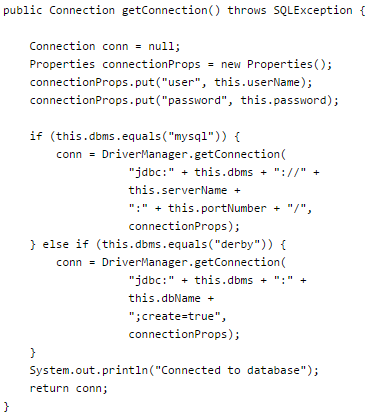 public Connection getConnection() throws SQLException {

    Connection conn = null;
    Properties connectionProps = new Properties();
    connectionProps.put("user", this.userName);
    connectionProps.put("password", this.password);

    if (this.dbms.equals("mysql")) {
        conn = DriverManager.getConnection(
                   "jdbc:" + this.dbms + "://" +
                   this.serverName +
                   ":" + this.portNumber + "/",
                   connectionProps);
    } else if (this.dbms.equals("derby")) {
        conn = DriverManager.getConnection(
                   "jdbc:" + this.dbms + ":" +
                   this.dbName +
                   ";create=true",
                   connectionProps);
    }
    System.out.println("Connected to database");
    return conn;
}